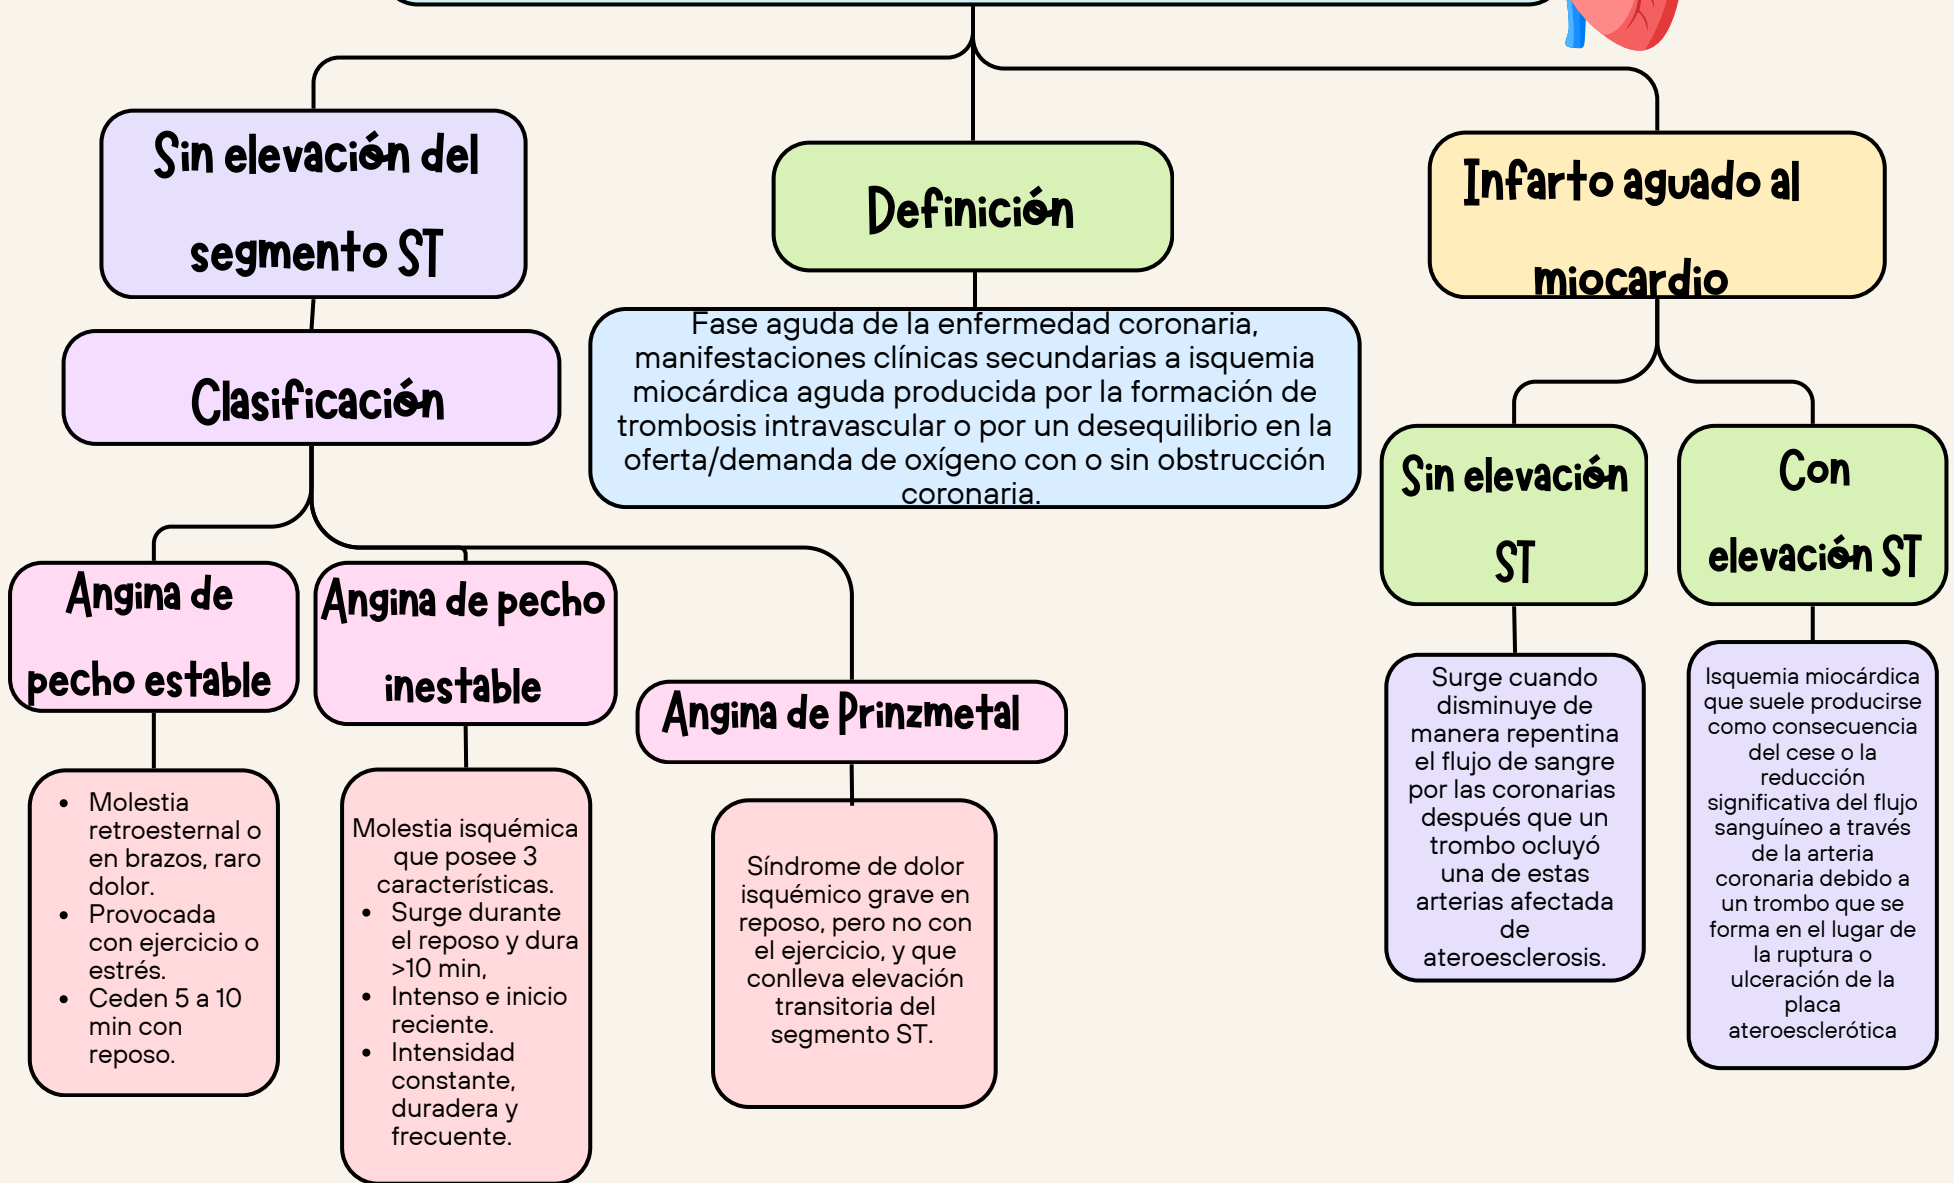 Sin elevación del
segmento ST
Clasificación
Angina de
pecho estable
• Molestia
retroesternal o
en brazos, raro
dolor.
• Provocada
con ejercicio o
estrés.
• Ceden 5 a 10
min con
reposo.
Angina de pecho
inestable
Molestia isquémica
que posee 3
características.
• Surge durante
el reposo y dura
>10 min,
• Intenso e inicio
reciente.
• Intensidad
constante,
duradera y
frecuente.
Angina de Prinzmetal
Síndrome de dolor
isquémico grave en
reposo, pero no con
el ejercicio, y que
conlleva elevación
transitoria del
segmento ST.
Definición
Fase aguda de la enfermedad coronaria,
manifestaciones clínicas secundarias a isquemia
miocárdica aguda producida por la formación de
trombosis intravascular o por un desequilibrio en la
oferta/demanda de oxígeno con o sin obstrucción
coronaria.
Infarto aguado al
miocardio
Sin elevación
ST
Surge cuando
disminuye de
manera repentina
el flujo de sangre
por las coronarias
después que un
trombo ocluyó
una de estas
arterias afectada
de
ateroesclerosis.
Con
elevación ST
Isquemia miocárdica
que suele producirse
como consecuencia
del cese o la
reducción
significativa del flujo
sanguíneo a través
de la arteria
coronaria debido a
un trombo que se
forma en el lugar de
la ruptura o
ulceración de la
placa
ateroesclerótica